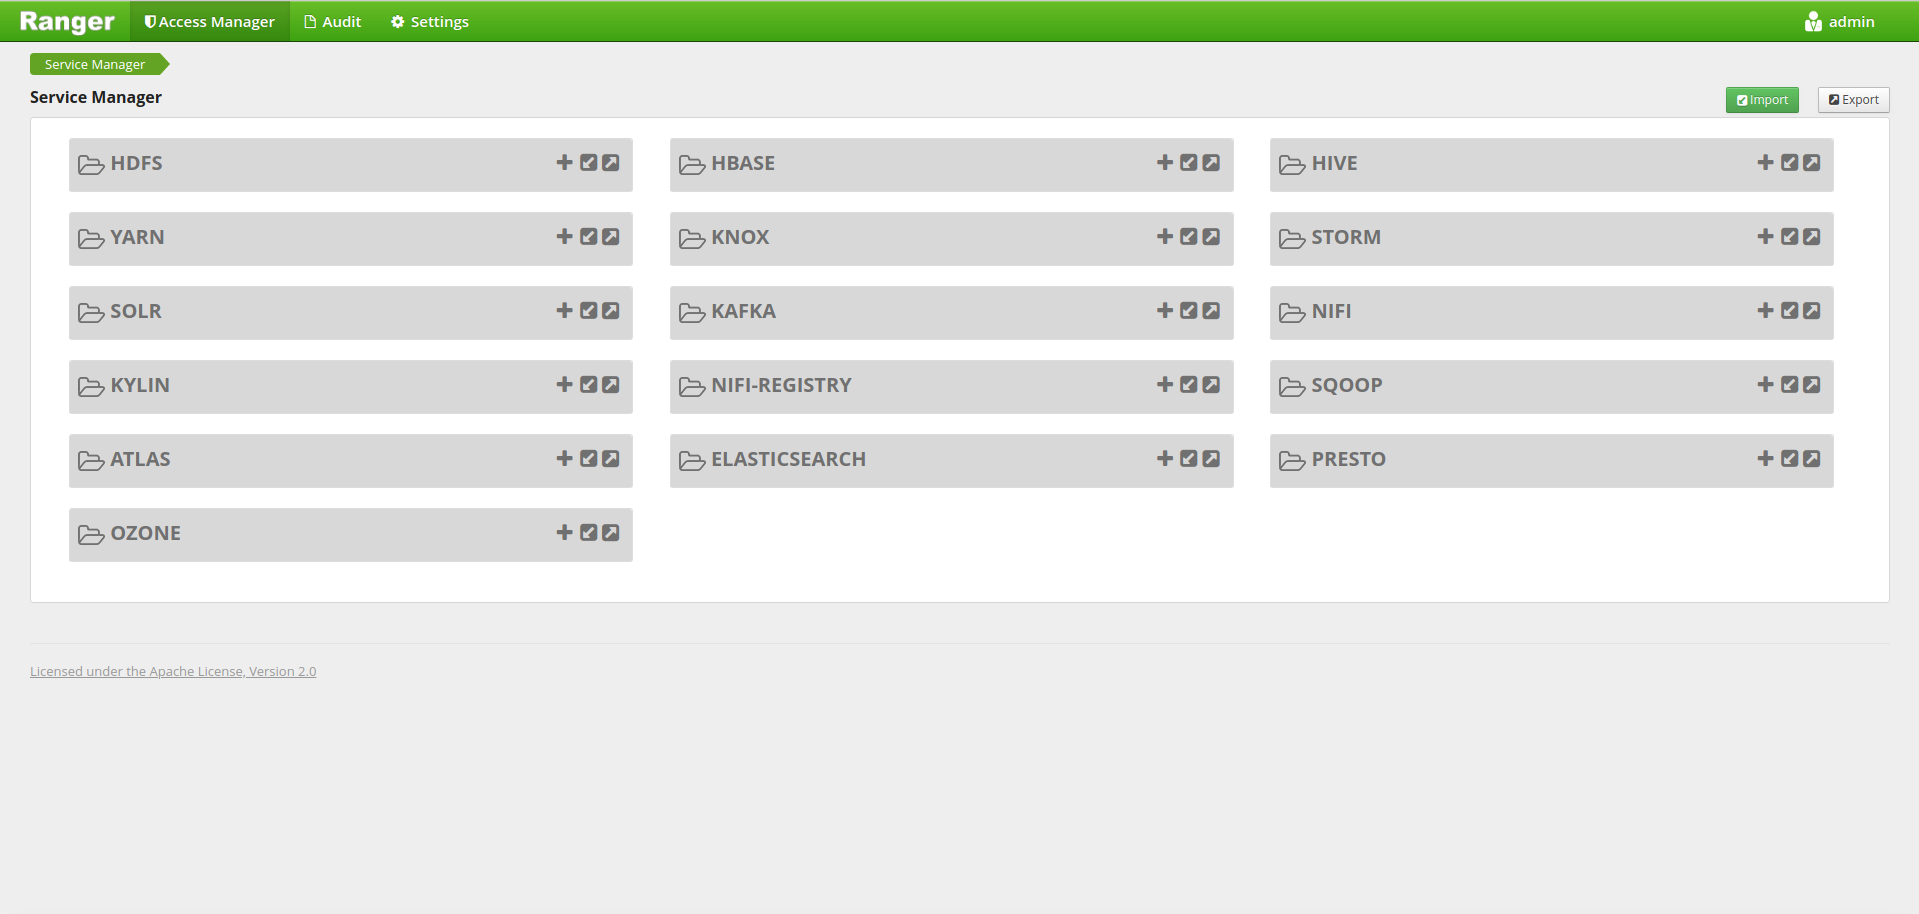 Ranger Access Manager Audit Settings admin
Service Manager
Service Manager
Import Export
HDFS HBASE HIVE
YARN KNOX STORM
SOLR KAFKA NIFI
KYLIN NIFI-REGISTRY SQOOP
ATLAS ELASTICSEARCH PRESTO
OZONE
Licensed under the Apache License, Version 2.0